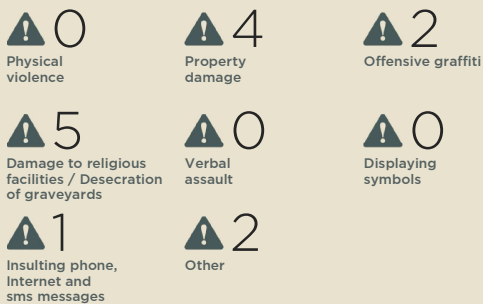 0
Physical
violence
4
Property
damage
2
Offensive graffiti
5
Damage to religious
facilities / Desecration
of graveyards
0
Verbal
assault
0
Displaying
symbols
1
Insulting phone,
Internet and
sms messages
2
Other